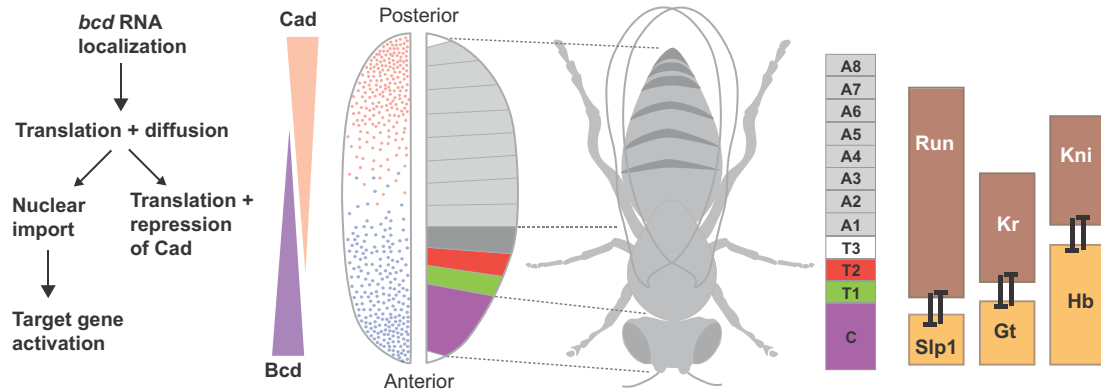 bcd RNA
localization
Translation + diffusion
Nuclear
import
Translation +
repression
of Cad
Target gene
activation
Cad
Bcd
Posterior
Anterior
A8
A7
A6
A5
A4
A3
A2
A1
T3
T2
T1
C
Run
Slp1
Kr
Gt
Kni
Hb